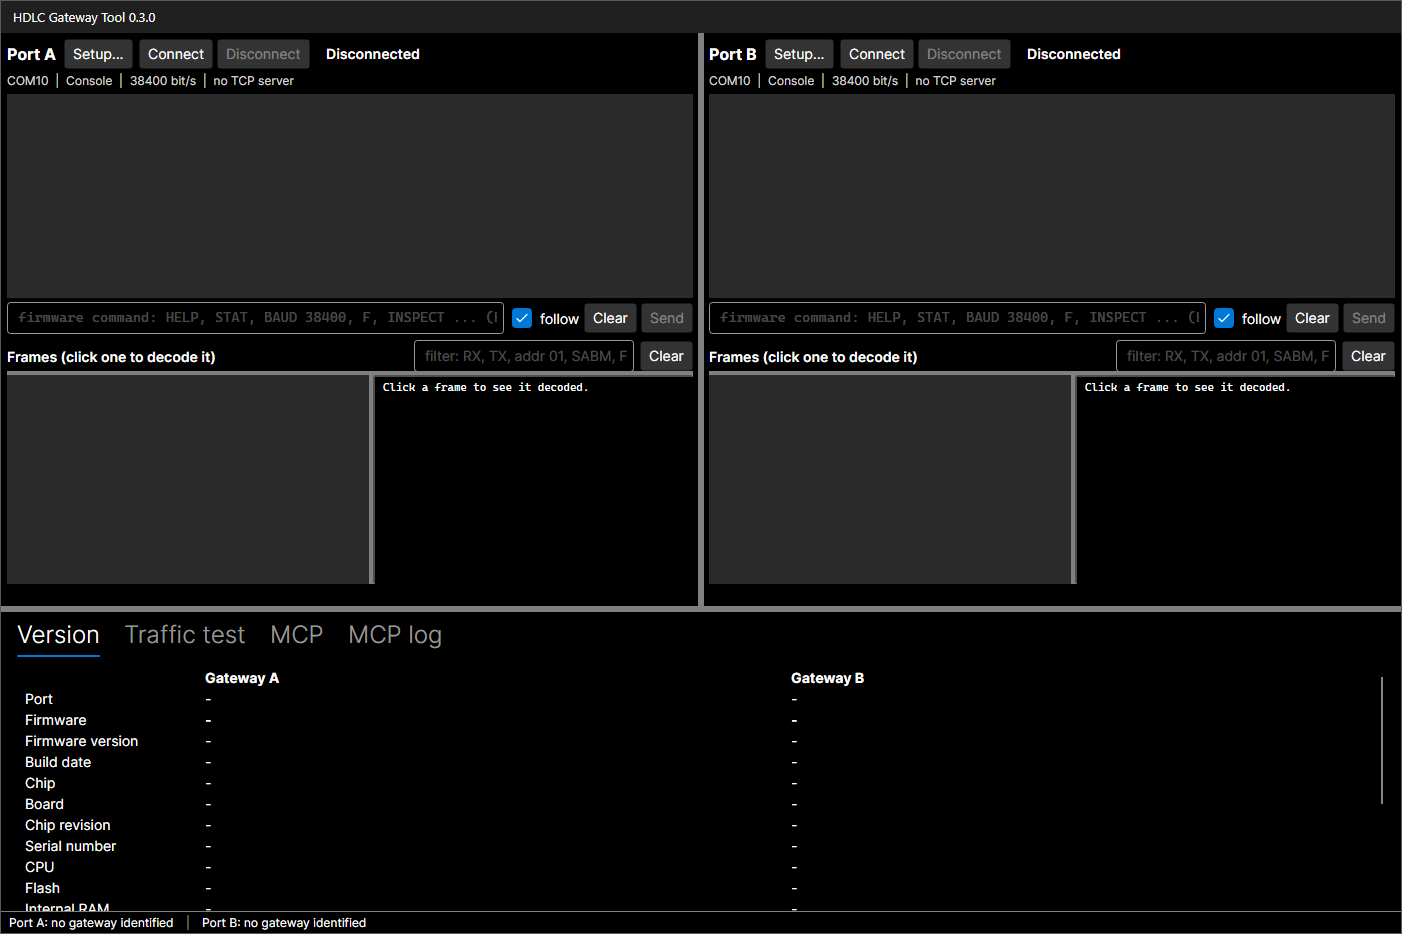 HDLC Gateway Tool 0.3.0
Port A Setup... Connect Disconnect Disconnected
COM10 | Console | 38400 bit/s | no TCP server
firmware command: HELP, STAT, BAUD 38400, F, INSPECT ... (
follow Clear Send
Frames (click one to decode it) filter: RX, TX, addr 01, SABM, F Clear
Click a frame to see it decoded.
Port B Setup... Connect Disconnect Disconnected
COM10 | Console | 38400 bit/s | no TCP server
firmware command: HELP, STAT, BAUD 38400, F, INSPECT ... (
follow Clear Send
Frames (click one to decode it) filter: RX, TX, addr 01, SABM, F Clear
Click a frame to see it decoded.
Version Traffic test MCP MCP log
Gateway A Gateway B
Port - -
Firmware - -
Firmware version - -
Build date - -
Chip - -
Board - -
Chip revision - -
Serial number - -
CPU - -
Flash - -
Internal RAM - -
Port A: no gateway identified | Port B: no gateway identified